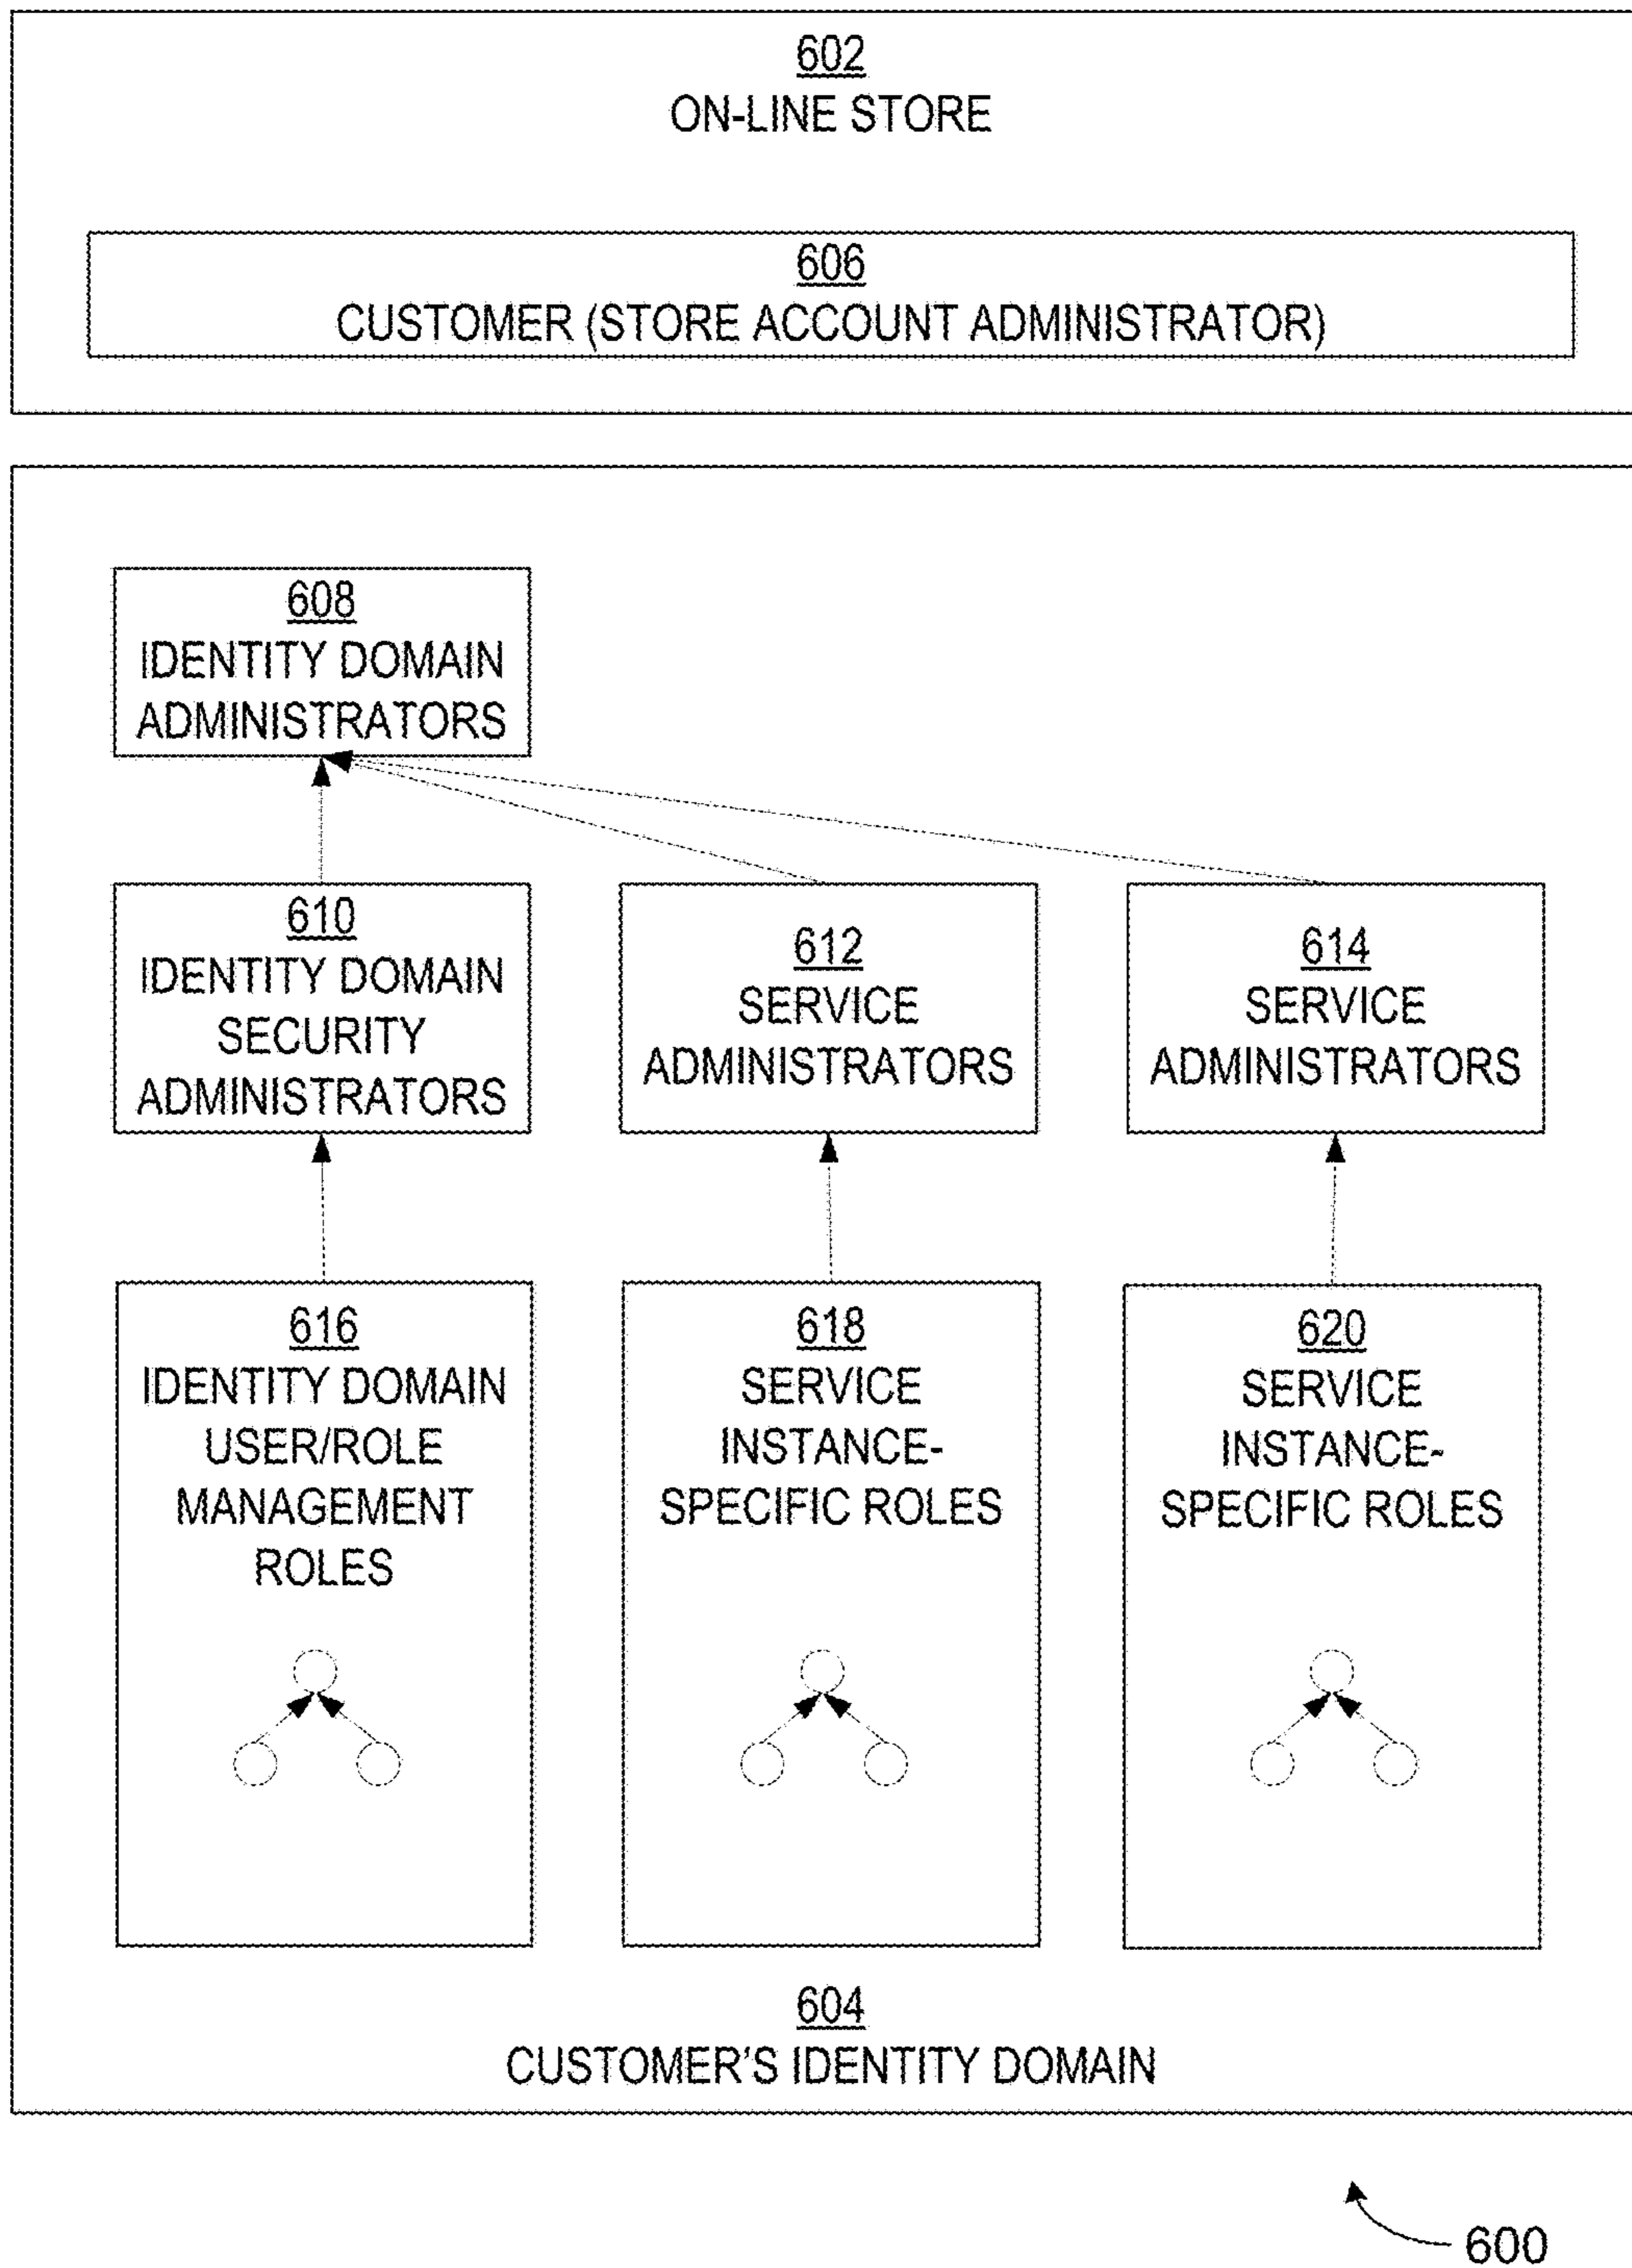 602
ON-LINE STORE
606
CUSTOMER (STORE ACCOUNT ADMINISTRATOR)
608
IDENTITY DOMAIN
ADMINISTRATORS
610
IDENTITY DOMAIN
SECURITY
ADMINISTRATORS
612
SERVICE
ADMINISTRATORS
614
SERVICE
ADMINISTRATORS
616
IDENTITY DOMAIN
USER/ROLE
MANAGEMENT
ROLES
618
SERVICE
INSTANCE-
SPECIFIC ROLES
620
SERVICE
INSTANCE-
SPECIFIC ROLES
604
CUSTOMER'S IDENTITY DOMAIN
600